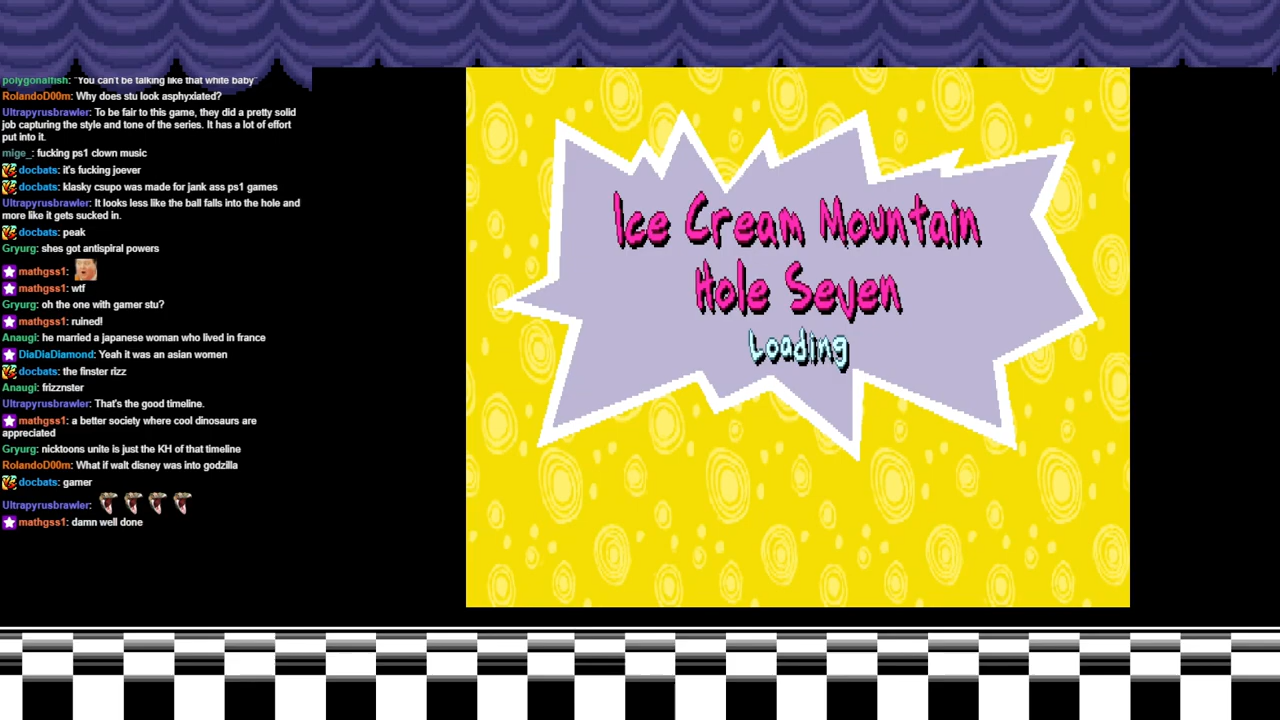 polygonalfish: "You can't be talking like that white baby"
RolandoD00m: Why does stu look asphyxiated?
Ultrapyrusbrawler: To be fair to this game, they did a pretty solid
job capturing the style and tone of the series. It has a lot of effort
put into it.
mige_: fucking ps1 clown music
docbats: it's fucking joever
docbats: klasky csupo was made for jank ass ps1 games
Ultrapyrusbrawler: It looks less like the ball falls into the hole and
more like it gets sucked in.
docbats: peak
Gryurg: shes got antispiral powers
mathgss1:
mathgss1: wtf
Gryurg: oh the one with gamer stu?
mathgss1: ruined!
Anaugi: he married a japanese woman who lived in france
DiaDiaDiamond: Yeah it was an asian women
docbats: the finster rizz
Anaugi: frizznster
Ultrapyrusbrawler: That's the good timeline.
mathgss1: a better society where cool dinosaurs are
appreciated
Gryurg: nicktoons unite is just the KH of that timeline
RolandoD00m: What if walt disney was into godzilla
docbats: gamer
Ultrapyrusbrawler:
mathgss1: damn well done
Ice Cream Mountain
Hole Seven
Loading